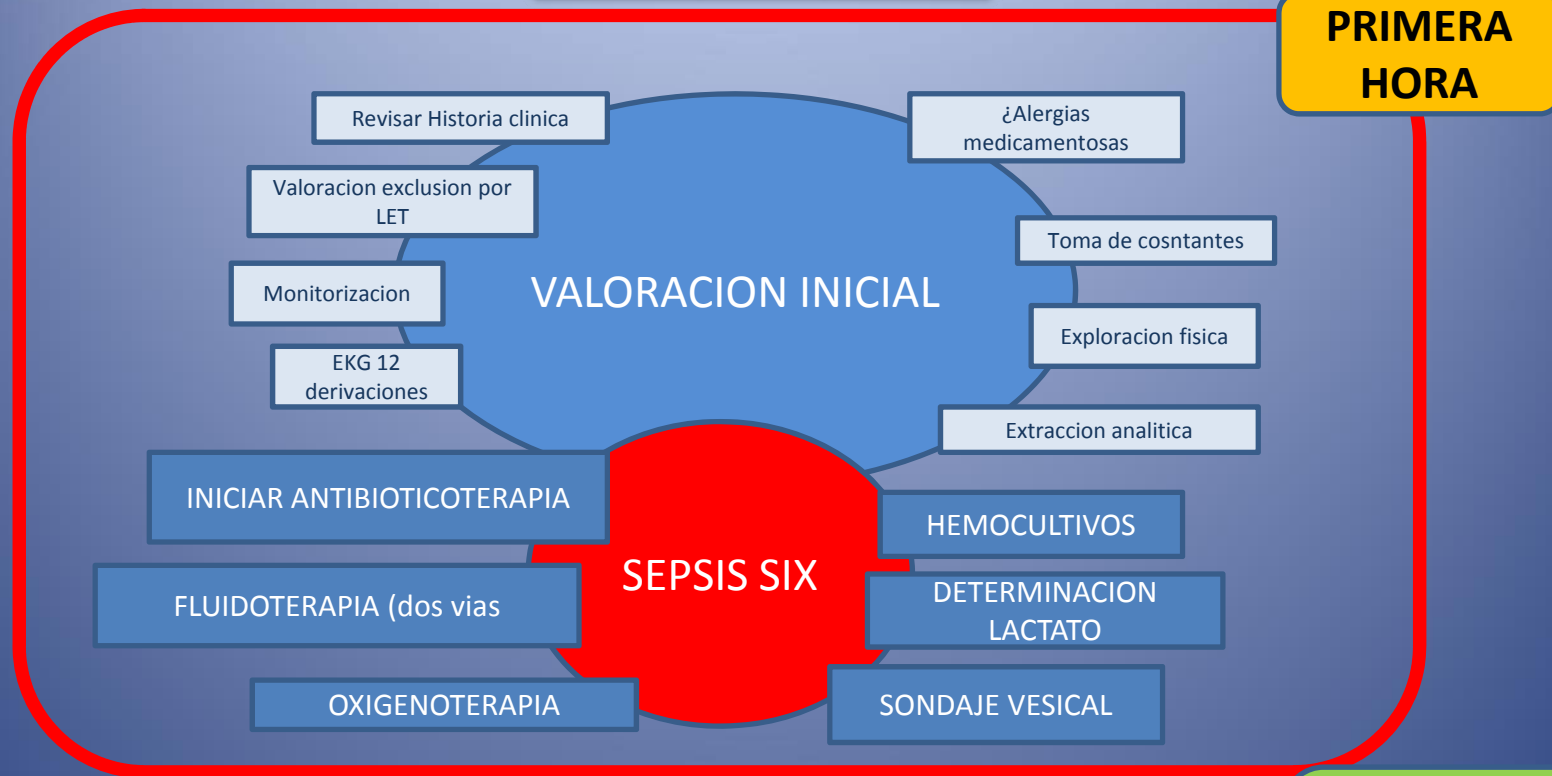 PRIMERA
HORA
Revisar Historia clinica
¿Alergias
medicamentosas
Valoracion exclusion por
LET
Toma de cosntantes
Monitorizacion
VALORACION INICIAL
Exploracion fisica
EKG 12
derivaciones
Extraccion analitica
INICIAR ANTIBIOTICOTERAPIA
HEMOCULTIVOS
SEPSIS SIX
FLUIDOTERAPIA (dos vias
DETERMINACION
LACTATO
OXIGENOTERAPIA
SONDAJE VESICAL